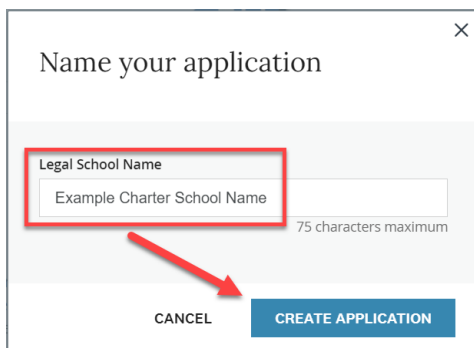 Name your application
Legal School Name
Example Charter School Name
75 characters maximum
CANCEL
CREATE APPLICATION